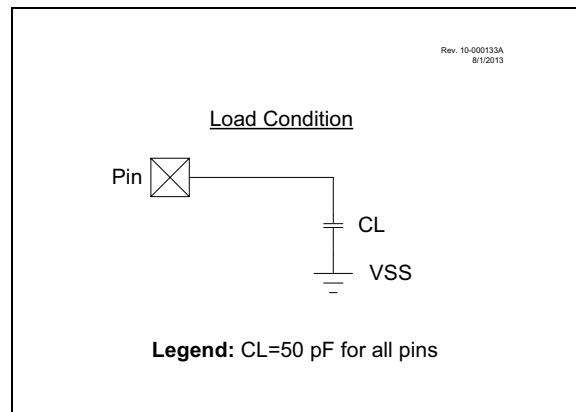 Rev. 10-000133A
8/1/2013
Load Condition
Pin
CL
VSS
Legend: CL=50 pF for all pins